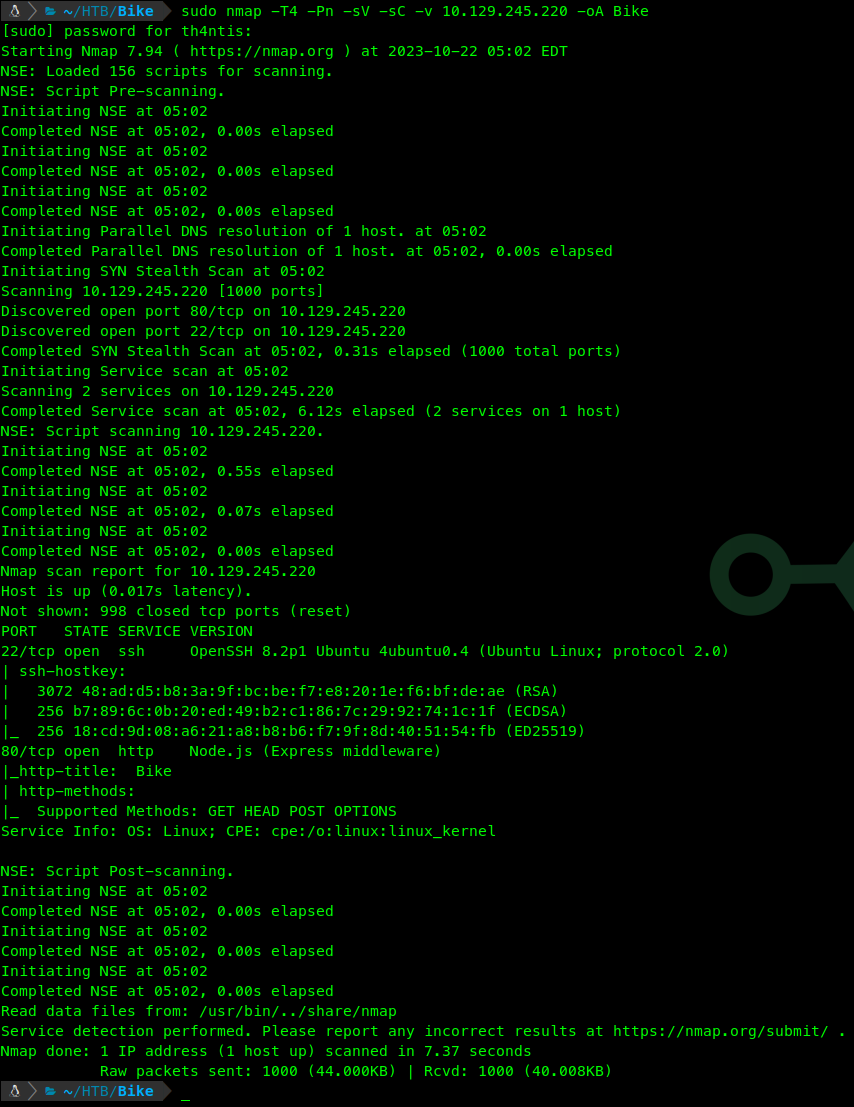 ~/HTB/Bike sudo nmap -T4 -Pn -sV -sC -v 10.129.245.220 -oA Bike
[sudo] password for th4ntis:
Starting Nmap 7.94 ( https://nmap.org ) at 2023-10-22 05:02 EDT
NSE: Loaded 156 scripts for scanning.
NSE: Script Pre-scanning.
Initiating NSE at 05:02
Completed NSE at 05:02, 0.00s elapsed
Initiating NSE at 05:02
Completed NSE at 05:02, 0.00s elapsed
Initiating NSE at 05:02
Completed NSE at 05:02, 0.00s elapsed
Initiating Parallel DNS resolution of 1 host. at 05:02
Completed Parallel DNS resolution of 1 host. at 05:02, 0.00s elapsed
Initiating SYN Stealth Scan at 05:02
Scanning 10.129.245.220 [1000 ports]
Discovered open port 80/tcp on 10.129.245.220
Discovered open port 22/tcp on 10.129.245.220
Completed SYN Stealth Scan at 05:02, 0.31s elapsed (1000 total ports)
Initiating Service scan at 05:02
Scanning 2 services on 10.129.245.220
Completed Service scan at 05:02, 6.12s elapsed (2 services on 1 host)
NSE: Script scanning 10.129.245.220.
Initiating NSE at 05:02
Completed NSE at 05:02, 0.55s elapsed
Initiating NSE at 05:02
Completed NSE at 05:02, 0.07s elapsed
Initiating NSE at 05:02
Completed NSE at 05:02, 0.00s elapsed
Nmap scan report for 10.129.245.220
Host is up (0.017s latency).
Not shown: 998 closed tcp ports (reset)
PORT   STATE SERVICE VERSION
22/tcp open  ssh     OpenSSH 8.2p1 Ubuntu 4ubuntu0.4 (Ubuntu Linux; protocol 2.0)
| ssh-hostkey:
|   3072 48:ad:d5:b8:3a:9f:bc:be:f7:e8:20:1e:f6:bf:de:ae (RSA)
|   256 b7:89:6c:0b:20:ed:49:b2:c1:86:7c:29:92:74:1c:1f (ECDSA)
|_  256 18:cd:9d:08:a6:21:a8:b8:b6:f7:9f:8d:40:51:54:fb (ED25519)
80/tcp open  http    Node.js (Express middleware)
|_http-title:  Bike
| http-methods:
|_  Supported Methods: GET HEAD POST OPTIONS
Service Info: OS: Linux; CPE: cpe:/o:linux:linux_kernel
NSE: Script Post-scanning.
Initiating NSE at 05:02
Completed NSE at 05:02, 0.00s elapsed
Initiating NSE at 05:02
Completed NSE at 05:02, 0.00s elapsed
Initiating NSE at 05:02
Completed NSE at 05:02, 0.00s elapsed
Read data files from: /usr/bin/../share/nmap
Service detection performed. Please report any incorrect results at https://nmap.org/submit/ .
Nmap done: 1 IP address (1 host up) scanned in 7.37 seconds
           Raw packets sent: 1000 (44.000KB) | Rcvd: 1000 (40.008KB)
~/HTB/Bike _